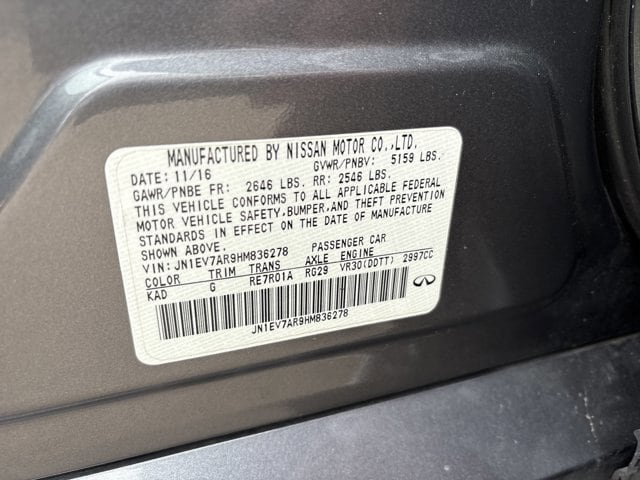 MANUFACTURED BY NISSAN MOTOR CO.,LTD.
DATE: 11/16 GVWR/PNBV: 5159 LBS.
GAWR/PNBE FR: 2646 LBS. RR: 2546 LBS.
THIS VEHICLE CONFORMS TO ALL APPLICABLE FEDERAL
MOTOR VEHICLE SAFETY,BUMPER,AND THEFT PREVENTION
STANDARDS IN EFFECT ON THE DATE OF MANUFACTURE
SHOWN ABOVE.
VIN: JN1EV7AR9HM836278 PASSENGER CAR
COLOR TRIM TRANS AXLE ENGINE
KAD G RE7R01A RG29 VR30(DDTT) 2997CC
JN1EV7AR9HM836278